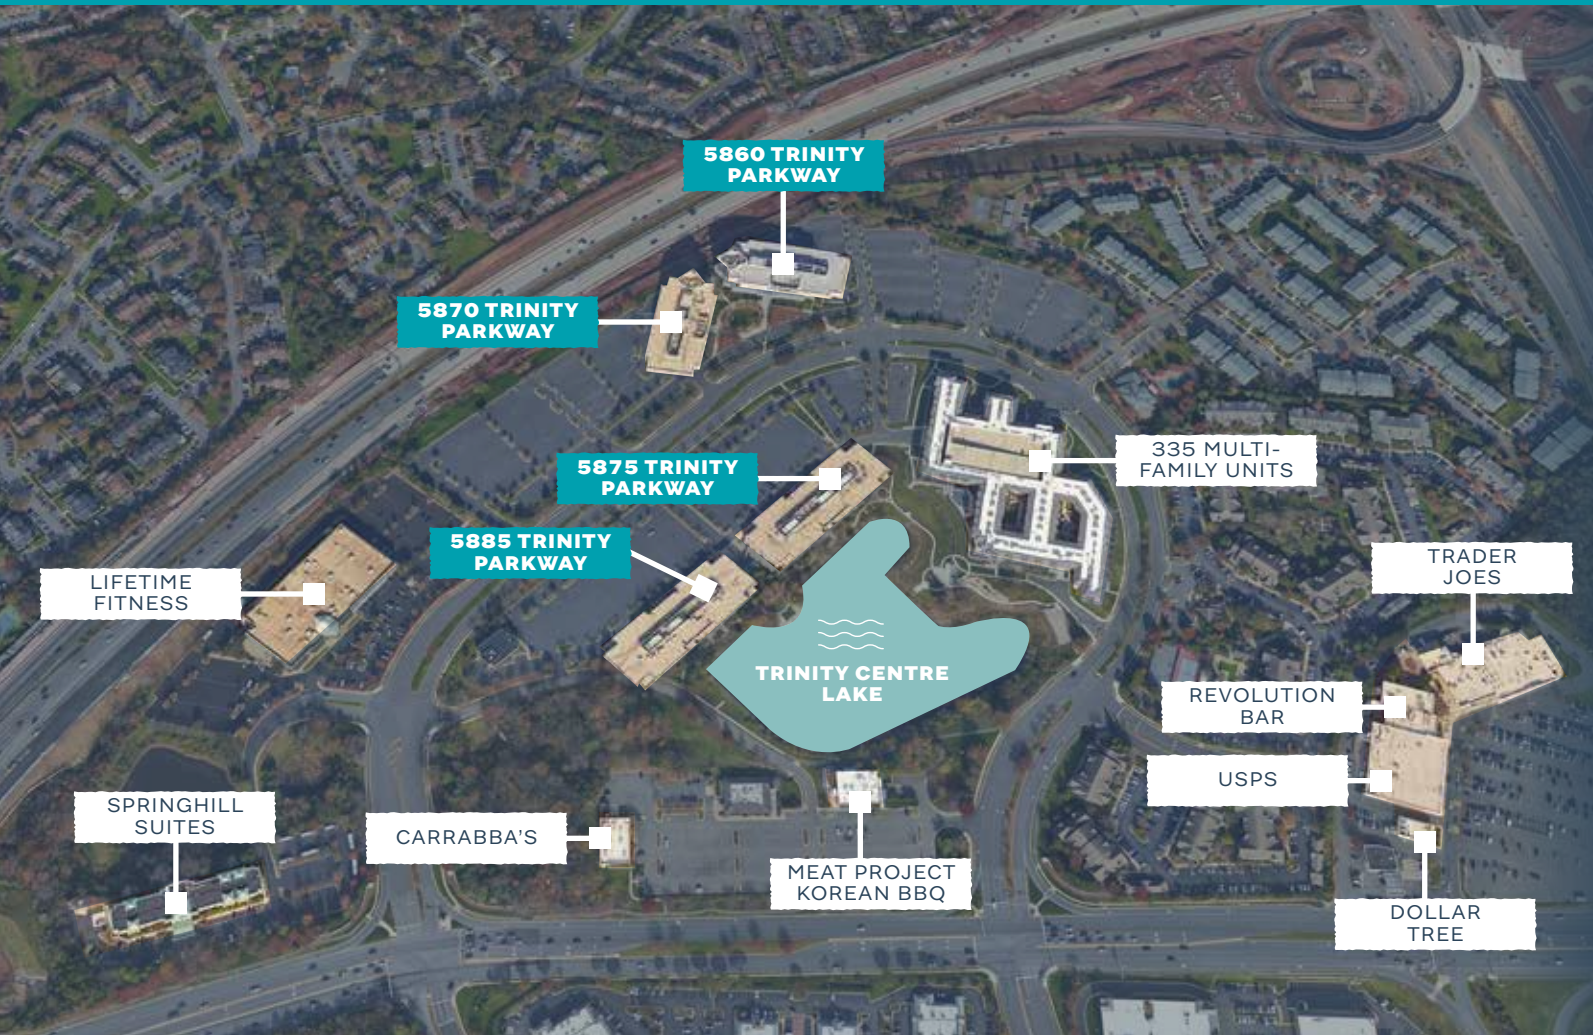 5860 TRINITY
PARKWAY
5870 TRINITY
PARKWAY
335 MULTI-
FAMILY UNITS
5875 TRINITY
PARKWAY
5885 TRINITY
PARKWAY
LIFETIME
FITNESS
TRADER
JOES
TRINITY CENTRE
LAKE
REVOLUTION
BAR
USPS
SPRINGHILL
SUITES
CARRABBA'S
MEAT PROJECT
KOREAN BBQ
DOLLAR
TREE